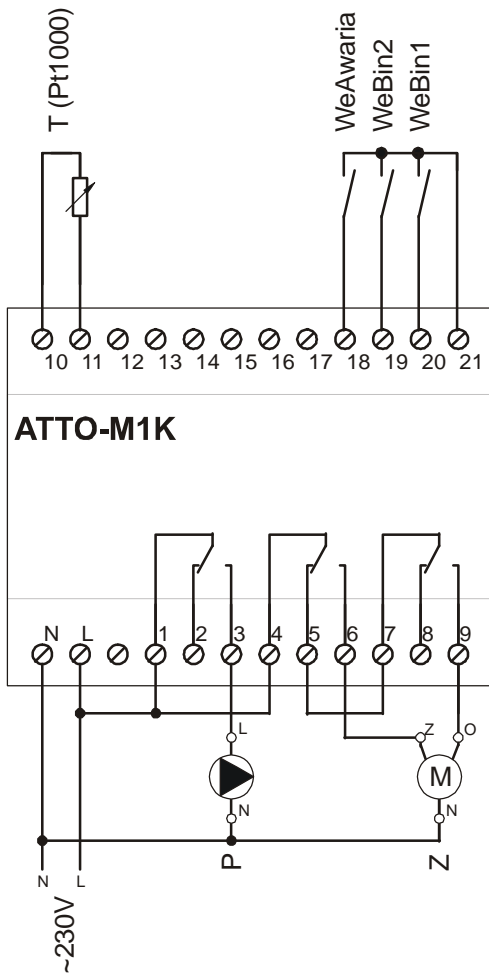 T (Pt1000)
WeAwaria
WeBin2
WeBin1
10 11 12 13 14 15 16 17 18 19 20 21
ATTO-M1K
N L 1 2 3 4 5 6 7 8 9
L Z O
M
N N
N L P Z
~230V